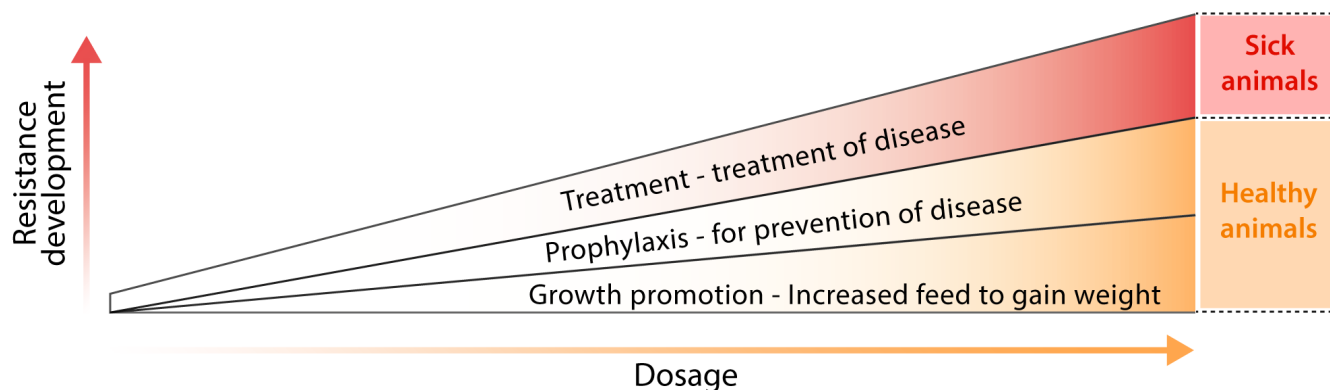 Resistance
development
Treatment - treatment of disease
Prophylaxis - for prevention of disease
Growth promotion - Increased feed to gain weight
Sick
animals
Healthy
animals
Dosage